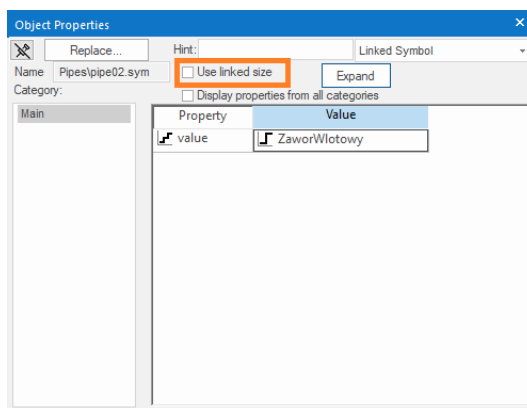 Object Properties
Replace... Hint: Linked Symbol
Name Pipes\pipe02.sym Use linked size Expand
Category: Display properties from all categories
Main Property Value
value ZaworWlotowy